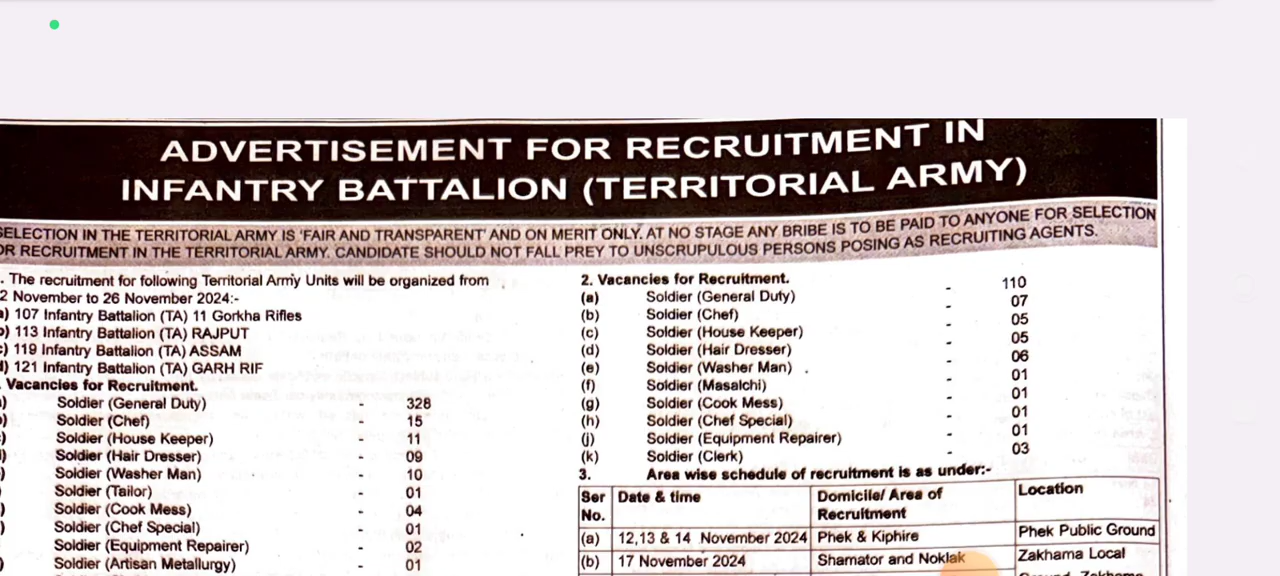 ADVERTISEMENT FOR RECRUITMENT IN
INFANTRY BATTALION (TERRITORIAL ARMY)
SELECTION IN THE TERRITORIAL ARMY IS 'FAIR AND TRANSPARENT' AND ON MERIT ONLY. AT NO STAGE ANY BRIBE IS TO BE PAID TO ANYONE FOR SELECTION
OR RECRUITMENT IN THE TERRITORIAL ARMY. CANDIDATE SHOULD NOT FALL PREY TO UNSCRUPULOUS PERSONS POSING AS RECRUITING AGENTS.
. The recruitment for following Territorial Army Units will be organized from
2 November to 26 November 2024:-
) 107 Infantry Battalion (TA) 11 Gorkha Rifles
) 113 Infantry Battalion (TA) RAJPUT
) 119 Infantry Battalion (TA) ASSAM
) 121 Infantry Battalion (TA) GARH RIF
Vacancies for Recruitment.
) Soldier (General Duty) - 328
) Soldier (Chef) - 15
) Soldier (House Keeper) - 11
) Soldier (Hair Dresser) - 09
) Soldier (Washer Man) - 10
) Soldier (Tailor) - 01
) Soldier (Cook Mess) - 04
) Soldier (Chef Special) - 01
Soldier (Equipment Repairer) - 02
) Soldier (Artisan Metallurgy) - 01
2. Vacancies for Recruitment.
(a) Soldier (General Duty) - 110
(b) Soldier (Chef) - 07
(c) Soldier (House Keeper) - 05
(d) Soldier (Hair Dresser) - 05
(e) Soldier (Washer Man) - 06
(f) Soldier (Masalchi) - 01
(g) Soldier (Cook Mess) - 01
(h) Soldier (Chef Special) - 01
(j) Soldier (Equipment Repairer) - 01
(k) Soldier (Clerk) - 03
3. Area wise schedule of recruitment is as under:-
Ser No. Date & time Domicile/ Area of Recruitment Location
(a) 12,13 & 14 November 2024 Phek & Kiphire Phek Public Ground
(b) 17 November 2024 Shamator and Noklak Zakhama Local